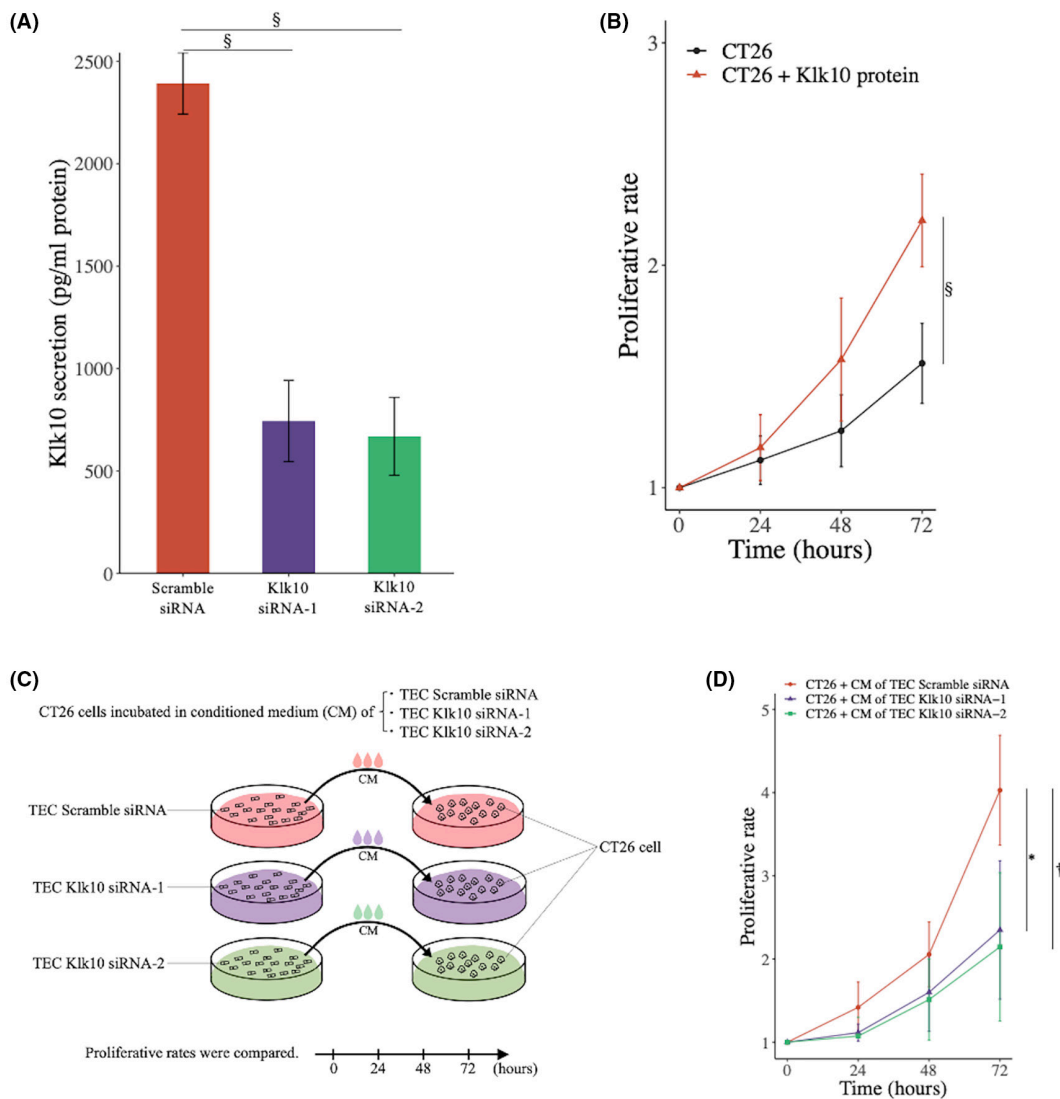 (A)
§
§
Klk10 secretion (pg/ml protein)
2500
2000
1500
1000
500
0
Scramble
siRNA
Klk10
siRNA-1
Klk10
siRNA-2
(B)
CT26
CT26 + Klk10 protein
Proliferative rate
3
2
1
§
0
24
48
72
Time (hours)
(C)
CT26 cells incubated in conditioned medium (CM) of
· TEC Scramble siRNA
· TEC Klk10 siRNA-1
· TEC Klk10 siRNA-2
TEC Scramble siRNA
CM
TEC Klk10 siRNA-1
CM
CT26 cell
TEC Klk10 siRNA-2
CM
Proliferative rates were compared.
0
24
48
72
(hours)
(D)
CT26 + CM of TEC Scramble siRNA
CT26 + CM of TEC Klk10 siRNA−1
CT26 + CM of TEC Klk10 siRNA−2
Proliferative rate
5
4
3
2
1
*
†
0
24
48
72
Time (hours)